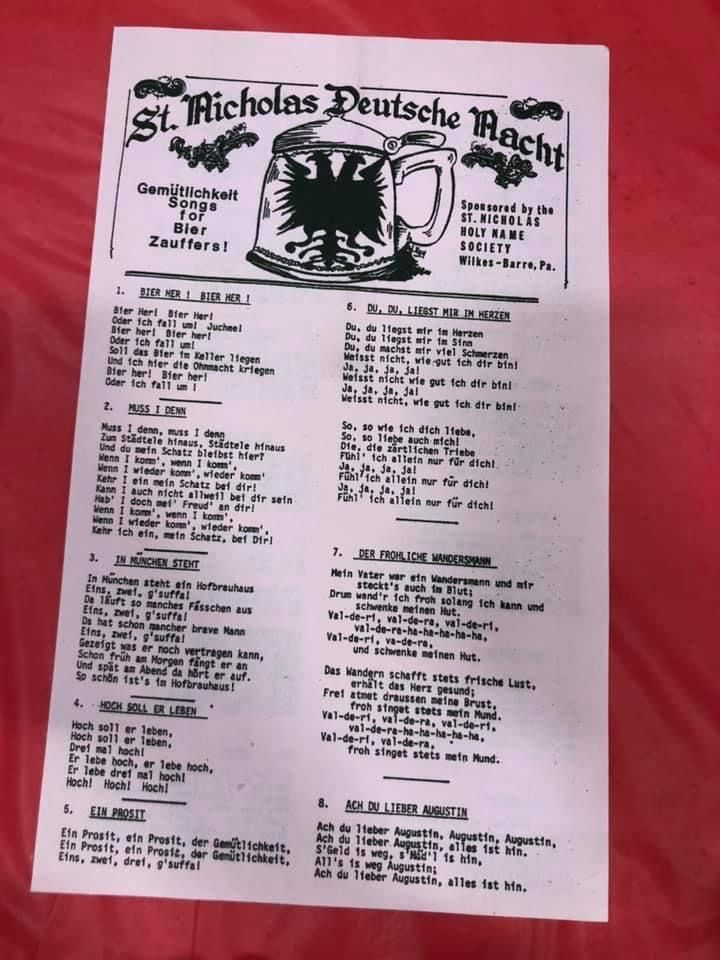 St. Nicholas Deutsche Nacht
Gemütlichkeit
Songs
for
Bier
Zauffers!
Sponsored by the
ST. NICHOLAS
HOLY NAME
SOCIETY
Wilkes-Barre, Pa.
1. BIER HER ! BIER HER !
Bier Her! Bier Her!
Oder ich fall um! Juchee!
Bier her! Bier her!
Oder ich fall um!
Soll das Bier im Keller liegen
Und ich hier die Ohnmacht kriegen
Bier her! Bier her!
Oder ich fall um !
2. MUSS I DENN
Muss I denn, muss I denn
Zum Städtele hinaus, Städtele hinaus
Und du mein Schatz bleibst hier?
Wenn I komm', wenn I komm',
Wenn I wieder komm', wieder komm'
Kehr I ein mein Schatz bei dir!
Kann I auch nicht allweil bei dir sein
Hab' I doch mei' Freud' an dir!
Wenn I komm', wenn I komm',
Wenn I wieder komm', wieder komm',
Kehr ich ein, mein Schatz, bei Dir!
3. IN MÜNCHEN STEHT
In München steht ein Hofbrauhaus
Eins, zwei, g'suffa!
Da läuft so manches Fässchen aus
Eins, zwei, g'suffa!
Da hat schon mancher brave Mann
Eins, zwei, g'suffa!
Gezeigt was er noch vertragen kann,
Schon früh am Morgen fängt er an
Und spät am Abend da hört er auf.
So schön ist's im Hofbrauhaus!
4. HOCH SOLL ER LEBEN
Hoch soll er leben,
Hoch soll er leben,
Drei mal hoch!
Er lebe hoch, er lebe hoch,
Er lebe drei mal hoch!
Hoch! Hoch! Hoch!
5. EIN PROSIT
Ein Prosit, ein Prosit, der Gemütlichkeit,
Ein Prosit, ein Prosit, der Gemütlichkeit,
Eins, zwei, drei, g'suffa!
6. DU, DU, LIEGST MIR IM HERZEN
Du, du liegst mir im Herzen
Du, du liegst mir im Sinn
Du, du machst mir viel Schmerzen
Weisst nicht, wie gut ich dir bin!
Ja, ja, ja, ja!
Weisst nicht wie gut ich dir bin!
Ja, ja, ja, ja!
Weisst nicht, wie gut ich dir bin!
So, so wie ich dich liebe,
So, so liebe auch mich!
Die, die zärtlichen Triebe
Fühl' ich allein nur für dich!
Ja, ja, ja, ja!
Fühl' ich allein nur für dich!
Ja, ja, ja, ja!
Fühl' ich allein nur für dich!
7. DER FROHLICHE WANDERSMANN
Mein Vater war ein Wandersmann und mir
steckt's auch im Blut;
Drum wand'r ich froh solang ich kann und
schwenke meinen Hut.
Val-de-ri, val-de-ra, val-de-ri,
val-de-ra-ha-ha-ha-ha-ha,
Val-de-ri, va-de-ra,
und schwenke meinen Hut.
Das Wandern schafft stets frische Lust,
erhält das Herz gesund;
Frei atmet draussen meine Brust,
froh singet stets mein Mund.
Val-de-ri, val-de-ra, val-de-ri,
val-de-ra-ha-ha-ha-ha-ha,
Val-de-ri, val-de-ra,
froh singet stets mein Mund.
8. ACH DU LIEBER AUGUSTIN
Ach du lieber Augustin, Augustin, Augustin,
Ach du lieber Augustin, alles ist hin.
S'Geld is weg, s'Mäd'l is hin,
All's is weg Augustin;
Ach du lieber Augustin, alles ist hin.